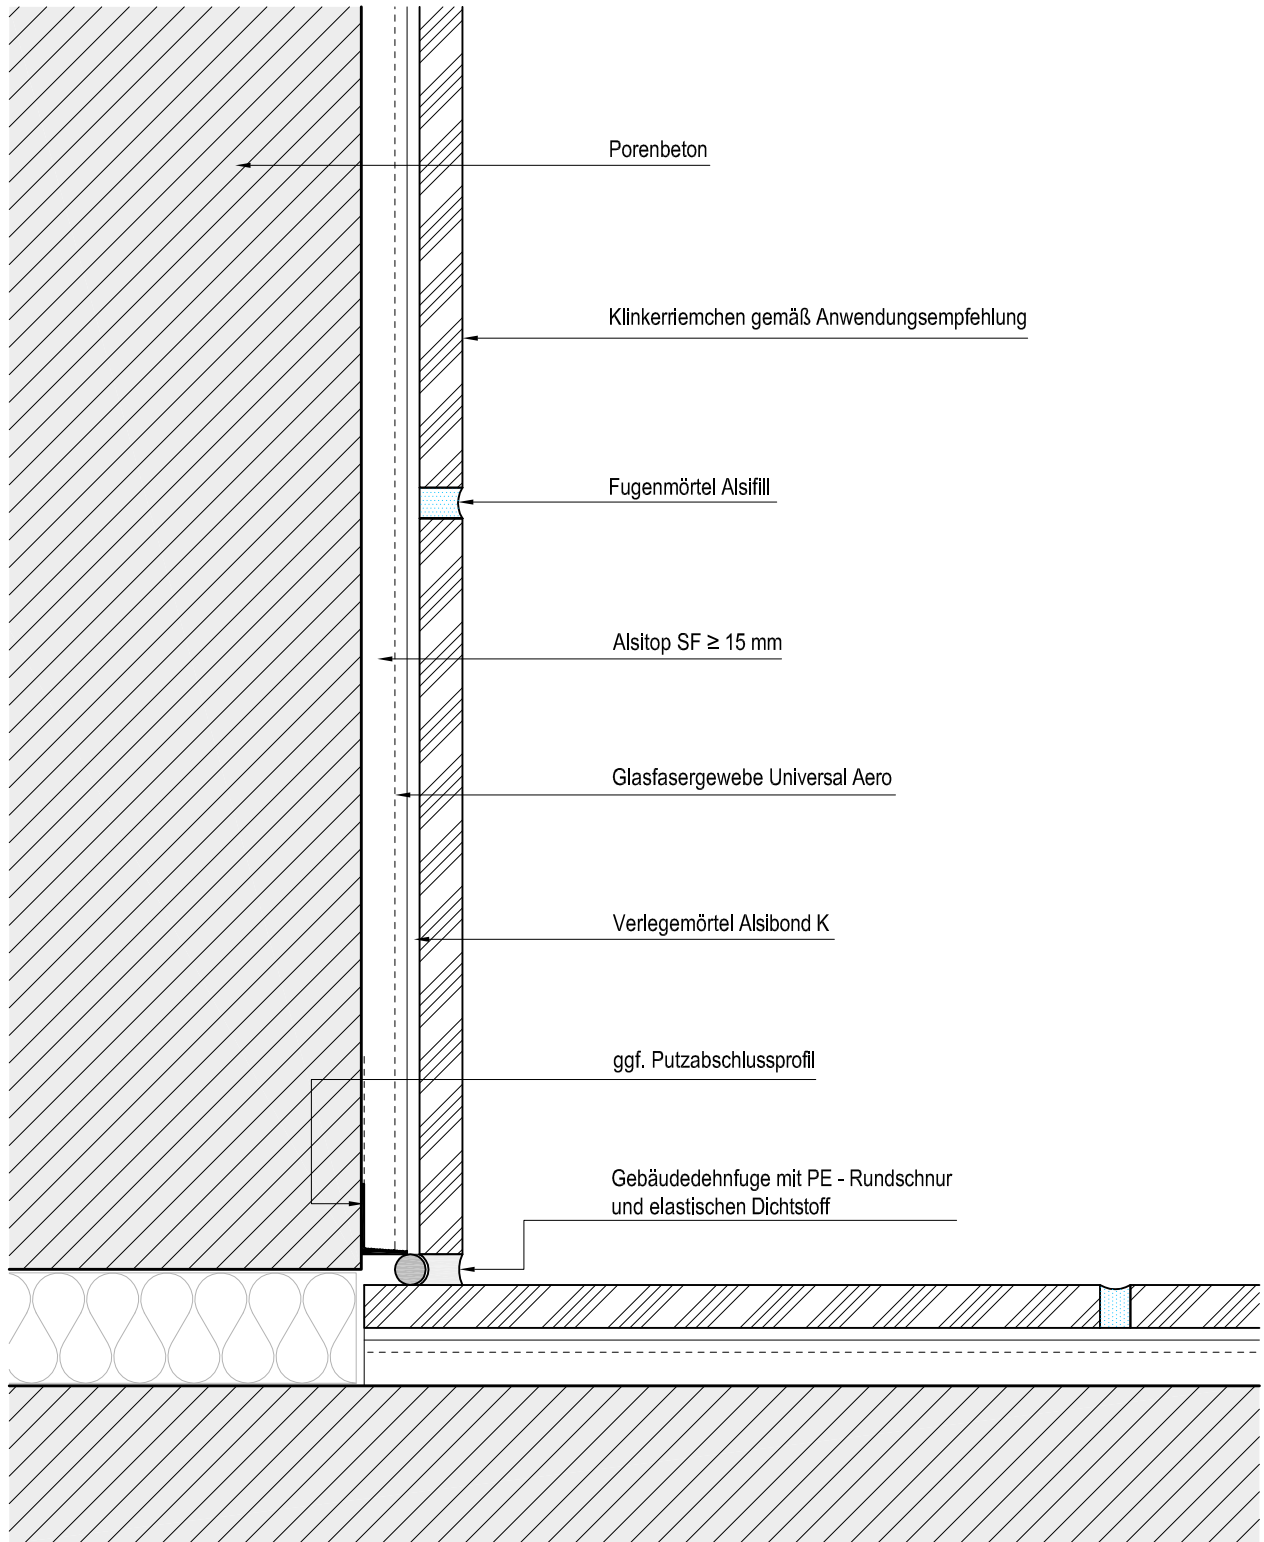 Porenbeton
Klinkerriemchen gemäß Anwendungsempfehlung
Fugenmörtel Alsifill
Alsitop SF ≥ 15 mm
Glasfasergewebe Universal Aero
Verlegemörtel Alsibond K
ggf. Putzabschlussprofil
Gebäudedehnfuge mit PE - Rundschnur
und elastischen Dichtstoff